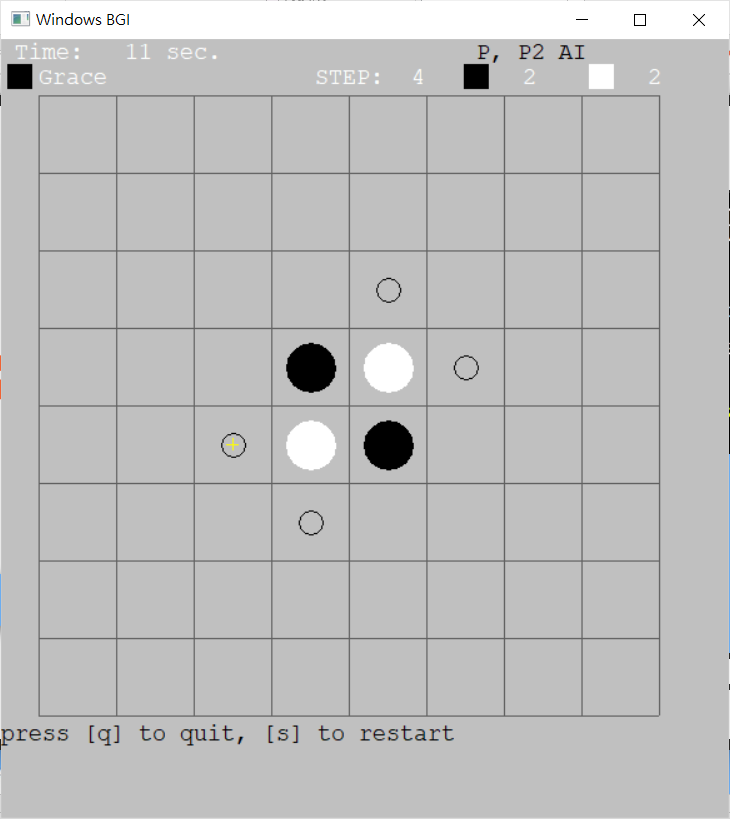 Windows BGI
Time: 11 sec. P, P2 AI
Grace STEP: 4 2 2
press [q] to quit, [s] to restart